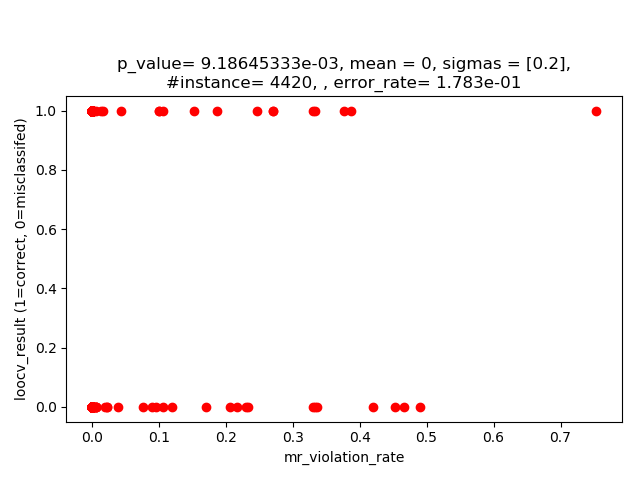 p_value= 9.18645333e-03, mean = 0, sigmas = [0.2],
#instance= 4420, , error_rate= 1.783e-01
1.0
0.8
0.6
0.4
0.2
0.0
loocv_result (1=correct, 0=misclassifed)
0.0 0.1 0.2 0.3 0.4 0.5 0.6 0.7
mr_violation_rate